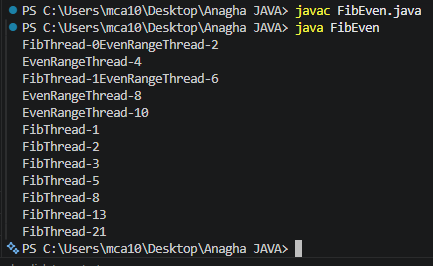 PS C:\Users\mca10\Desktop\Anagha JAVA> javac FibEven.java
PS C:\Users\mca10\Desktop\Anagha JAVA> java FibEven
FibThread-0EvenRangeThread-2
EvenRangeThread-4
FibThread-1EvenRangeThread-6
EvenRangeThread-8
EvenRangeThread-10
FibThread-1
FibThread-2
FibThread-3
FibThread-5
FibThread-8
FibThread-13
FibThread-21
PS C:\Users\mca10\Desktop\Anagha JAVA>